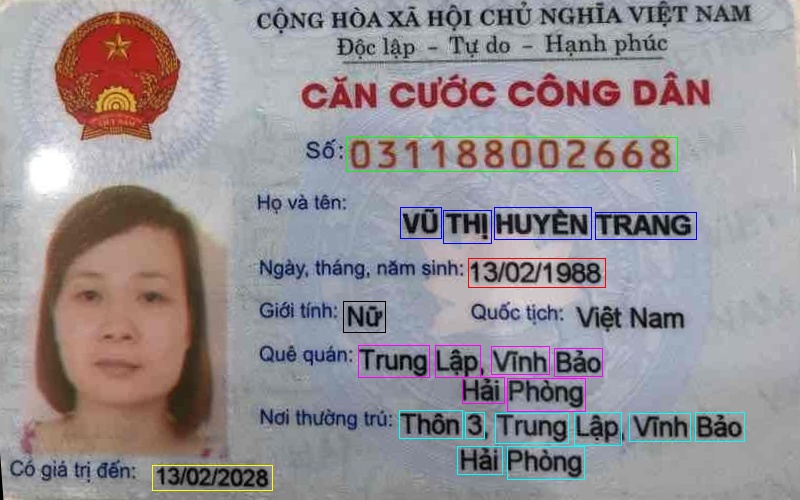 CỘNG HÒA XÃ HỘI CHỦ NGHĨA VIỆT NAM
Độc lập - Tự do - Hạnh phúc
CĂN CƯỚC CÔNG DÂN
Số: 031188002668
Họ và tên:
VŨ THỊ HUYỀN TRANG
Ngày, tháng, năm sinh: 13/02/1988
Giới tính: Nữ Quốc tịch: Việt Nam
Quê quán: Trung Lập, Vĩnh Bảo
Hải Phòng
Nơi thường trú: Thôn 3, Trung Lập, Vĩnh Bảo
Hải Phòng
Có giá trị đến: 13/02/2028